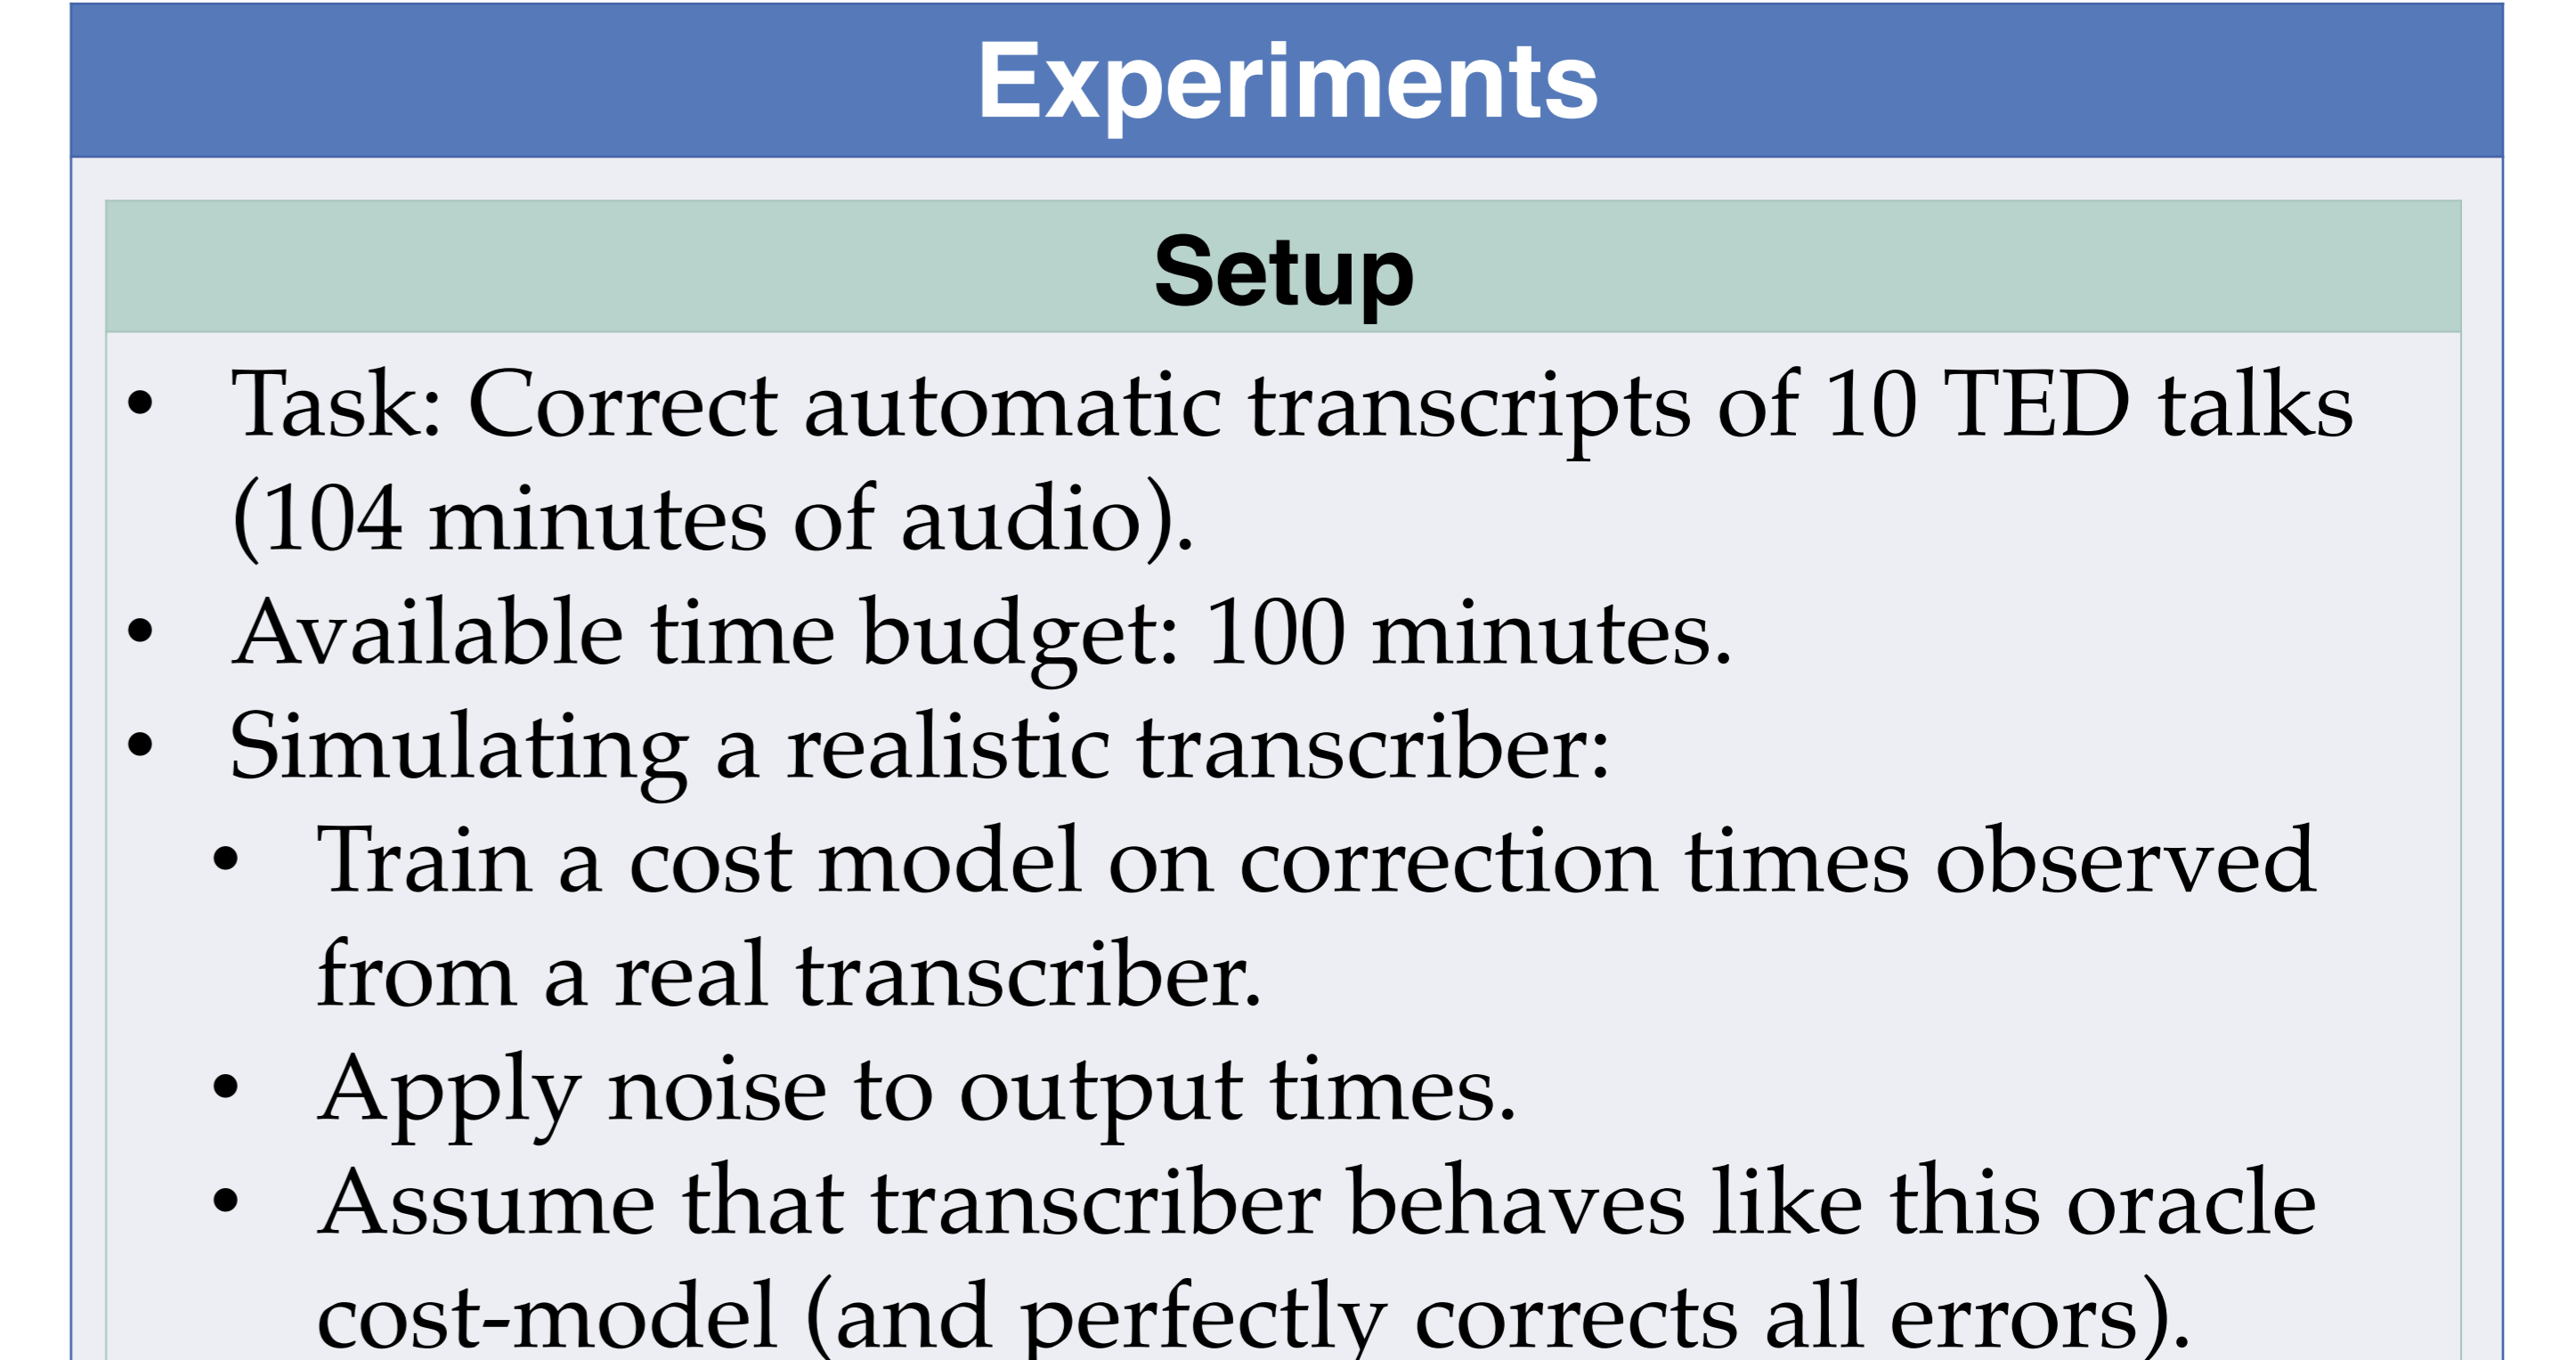 Experiments
Setup
• Task: Correct automatic transcripts of 10 TED talks
(104 minutes of audio).
• Available time budget: 100 minutes.
• Simulating a realistic transcriber:
• Train a cost model on correction times observed
from a real transcriber.
• Apply noise to output times.
• Assume that transcriber behaves like this oracle
cost-model (and perfectly corrects all errors).